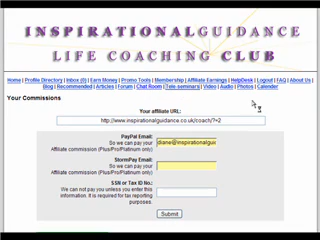 INSPIRATIONALGUIDANCE
LIFE COACHING CLUB
Home | Profile Directory | Inbox (0) | Earn Money | Promo Tools | Membership | Affiliate Earnings | HelpDesk | Logout | FAQ | About Us |
Blog | Recommended | Articles | Forum | Chat Room | Tele-seminars | Video | Audio | Photos | Calender
Your Commissions
Your affiliate URL:
http://www.inspirationalguidance.co.uk/coach/?=2
PayPal Email:
So we can pay your
Affiliate commission (Plus/Pro/Platinum only)
diane@inspirationalgui
StormPay Email:
So we can pay your
Affiliate commission (Plus/Pro/Platinum only)
SSN or Tax ID No.:
We can not pay you unless you enter this
information. It is required for tax reporting
purposes.
Submit